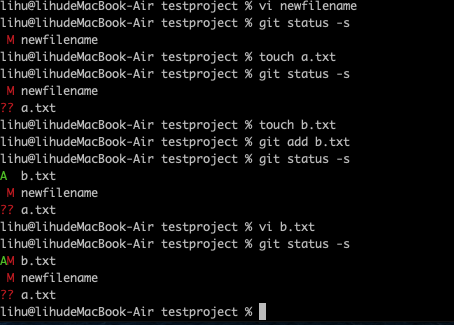 lihu@lihudeMacBook-Air testproject % vi newfilename
lihu@lihudeMacBook-Air testproject % git status -s
 M newfilename
lihu@lihudeMacBook-Air testproject % touch a.txt
lihu@lihudeMacBook-Air testproject % git status -s
 M newfilename
?? a.txt
lihu@lihudeMacBook-Air testproject % touch b.txt
lihu@lihudeMacBook-Air testproject % git add b.txt
lihu@lihudeMacBook-Air testproject % git status -s
A  b.txt
 M newfilename
?? a.txt
lihu@lihudeMacBook-Air testproject % vi b.txt
lihu@lihudeMacBook-Air testproject % git status -s
AM b.txt
 M newfilename
?? a.txt
lihu@lihudeMacBook-Air testproject %